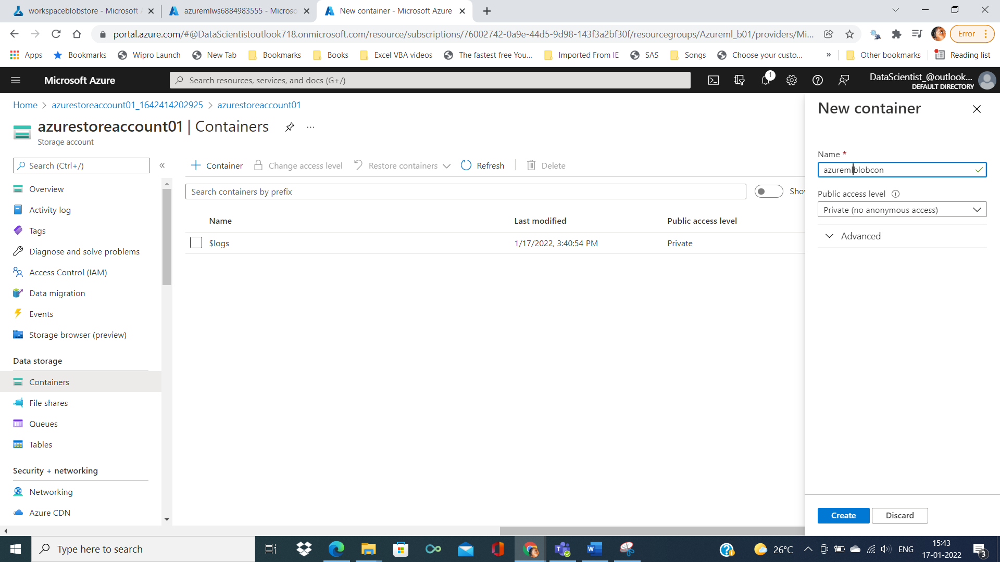 workspaceblobstore - Microsoft A
azuremlws6884983555 - Microso
New container - Microsoft Azure
portal.azure.com/#@DataScientistoutlook718.onmicrosoft.com/resource/subscriptions/76002742-0a9e-44d5-9d98-143f3a2bf30f/resourcegroups/Azureml_b01/providers/Mi...
Error
Apps
Bookmarks
Wipro Launch
New Tab
Bookmarks
Books
Excel VBA videos
The fastest free You...
Imported From IE
SAS
Songs
Choose your custo...
»
Other bookmarks
Reading list
Microsoft Azure
Search resources, services, and docs (G+/)
1
DataScientist_@outlook...
DEFAULT DIRECTORY
Home > azurestoreaccount01_1642414202925 > azurestoreaccount01
azurestoreaccount01 | Containers
...
Storage account
Search (Ctrl+/)
«
Overview
Activity log
Tags
Diagnose and solve problems
Access Control (IAM)
Data migration
Events
Storage browser (preview)
Data storage
Containers
File shares
Queues
Tables
Security + networking
Networking
Azure CDN
+ Container
Change access level
Restore containers
Refresh
Delete
Search containers by prefix
Show
Name
Last modified
Public access level
$logs
1/17/2022, 3:40:54 PM
Private
New container
Name *
azuremlblobcon
Public access level
Private (no anonymous access)
Advanced
Create
Discard
Type here to search
26°C
ENG
15:43
17-01-2022
3